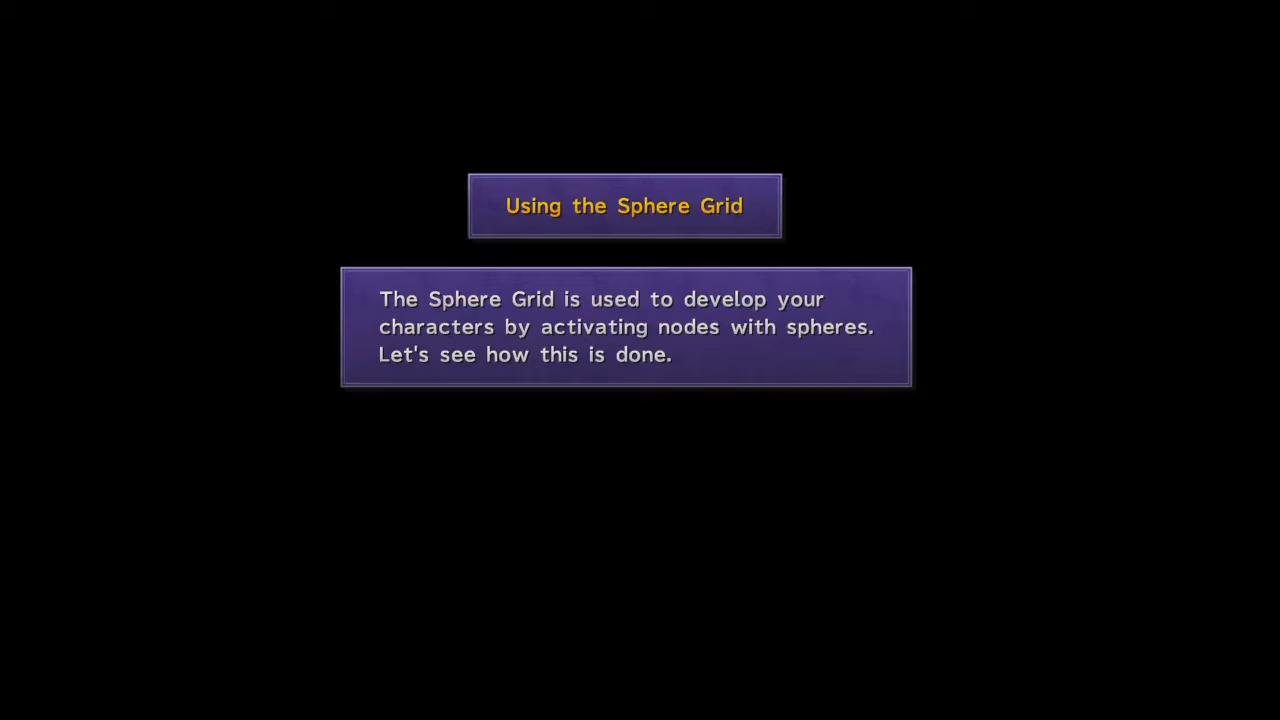 Using the Sphere Grid
The Sphere Grid is used to develop your
characters by activating nodes with spheres.
Let's see how this is done.